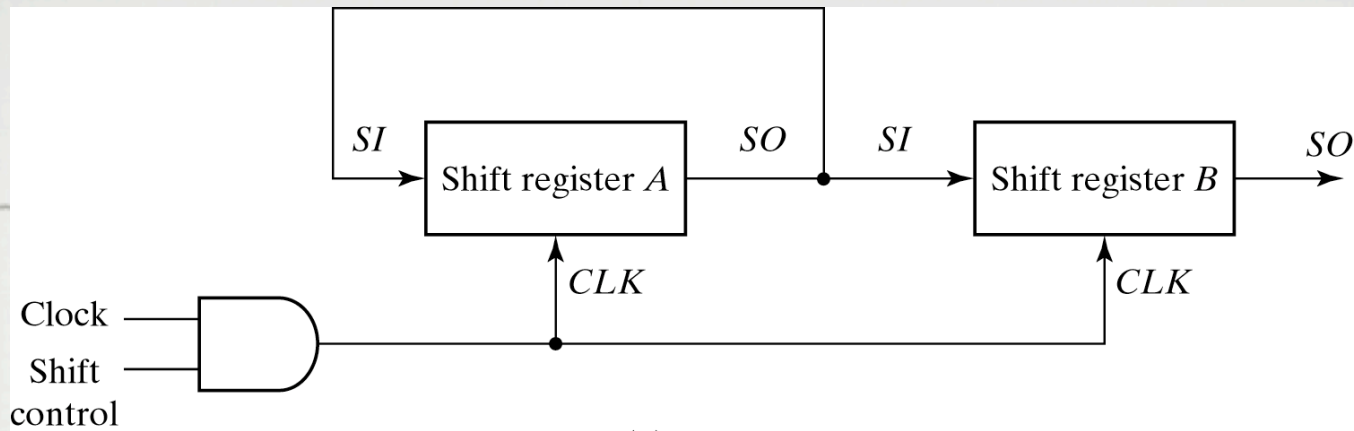 SI
Shift register A
SO
SI
Shift register B
SO
CLK
CLK
Clock
Shift
control